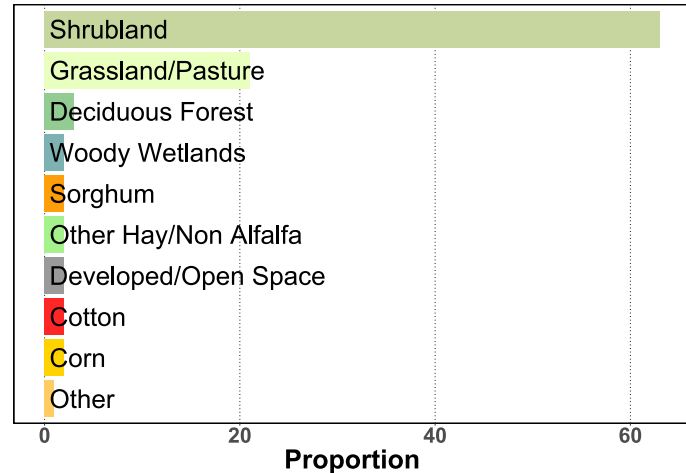 Shrubland
Grassland/Pasture
Deciduous Forest
Woody Wetlands
Sorghum
Other Hay/Non Alfalfa
Developed/Open Space
Cotton
Corn
Other
0 20 40 60
Proportion